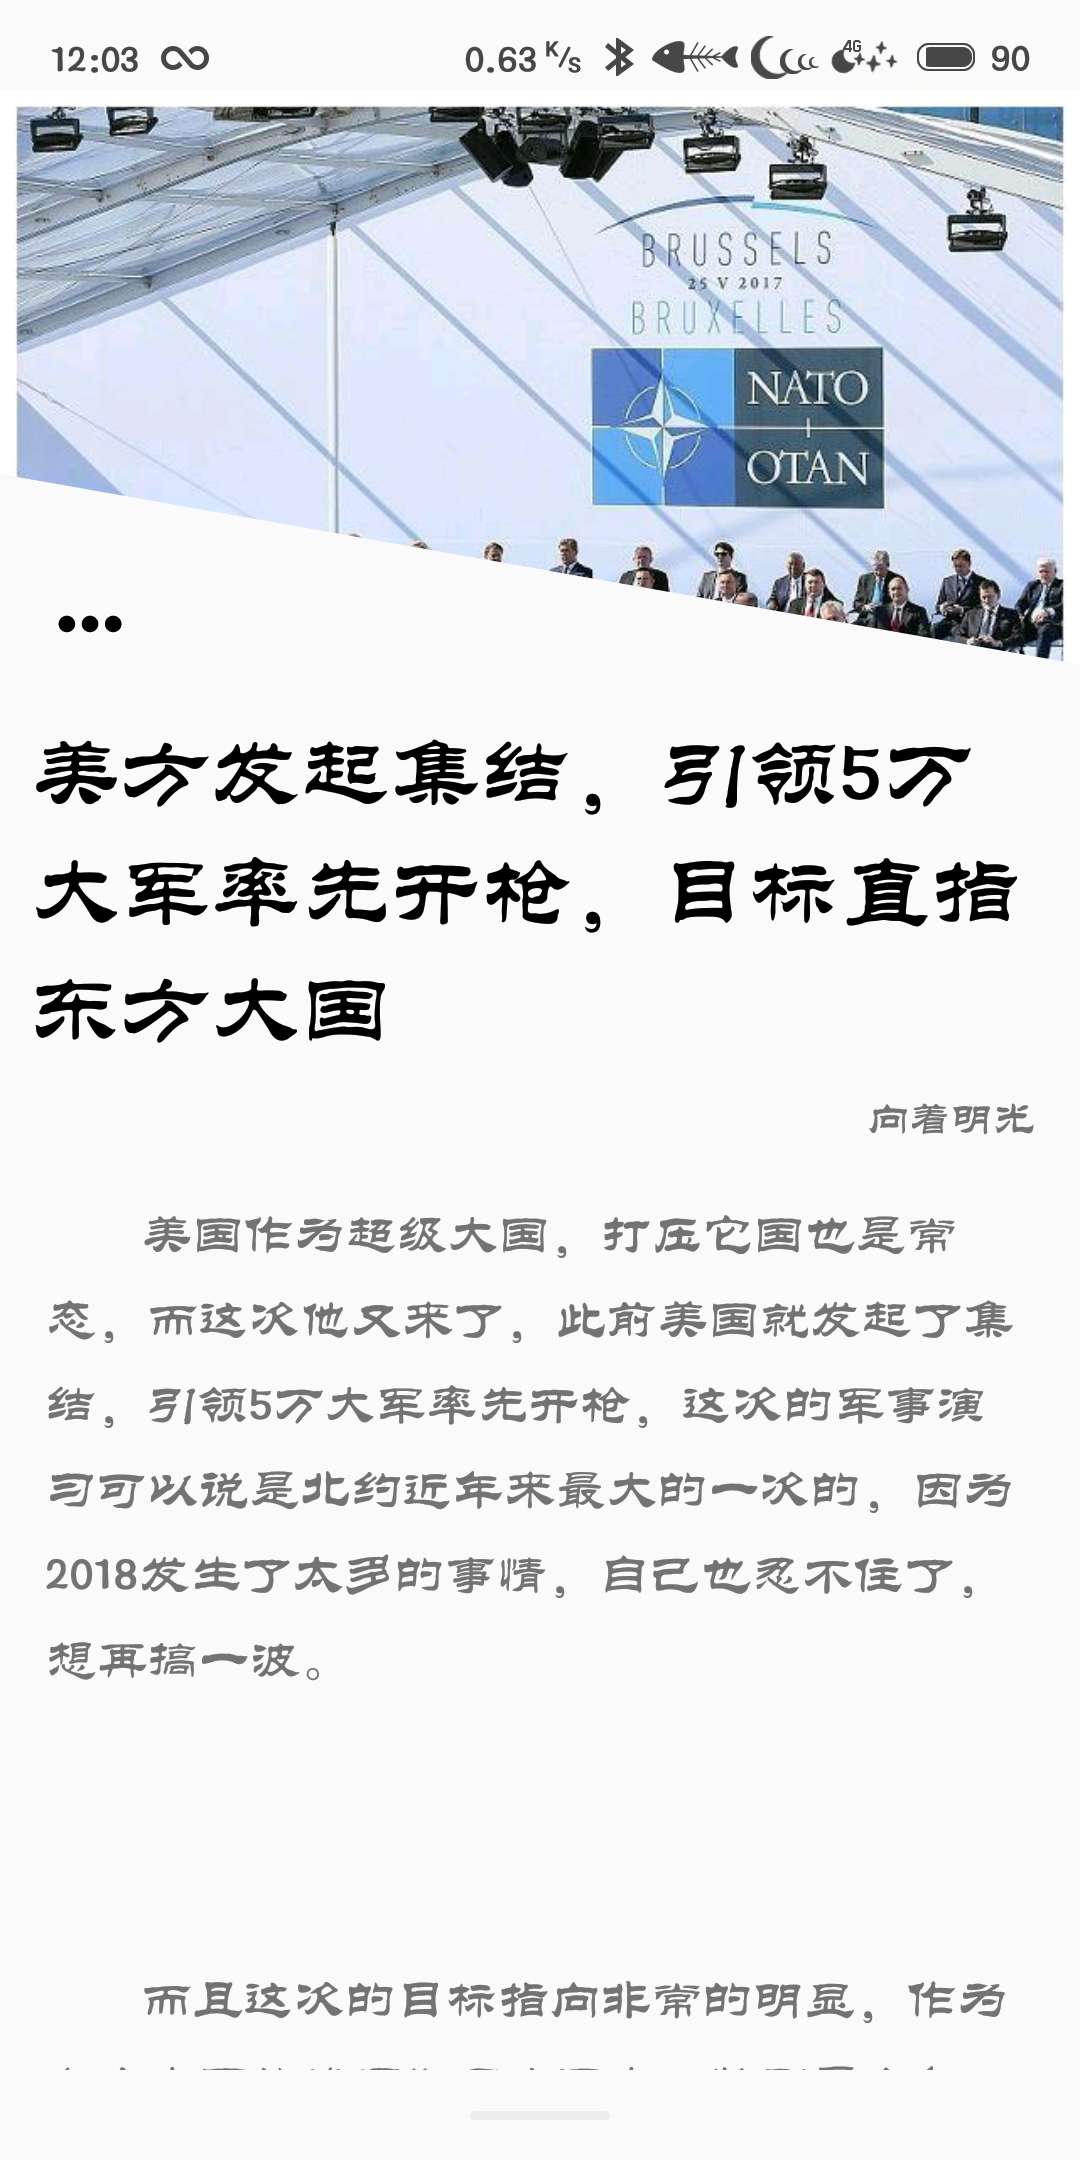 12:03
0.63 K/s
4G
90
BRUSSELS
25 V 2017
BRUXELLES
NATO
OTAN
美方发起集结，引领5万
大军率先开枪，目标直指
东方大国
向着明光
美国作为超级大国，打压它国也是常
态，而这次他又来了，此前美国就发起了集
结，引领5万大军率先开枪，这次的军事演
习可以说是北约近年来最大的一次的，因为
2018发生了太多的事情，自己也忍不住了，
想再搞一波。
而且这次的目标指向非常的明显，作为